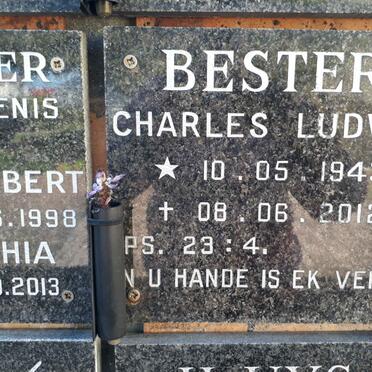 ER
ENIS
BERT
.1998
HIA
.2013
BESTER
CHARLES LUDW
★ 10.05.194
✝ 08.06.2012
PS. 23:4.
N U HANDE IS EK VE